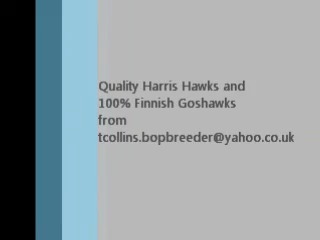 Quality Harris Hawks and
100% Finnish Goshawks
from
tcollins.bopbreeder@yahoo.co.uk